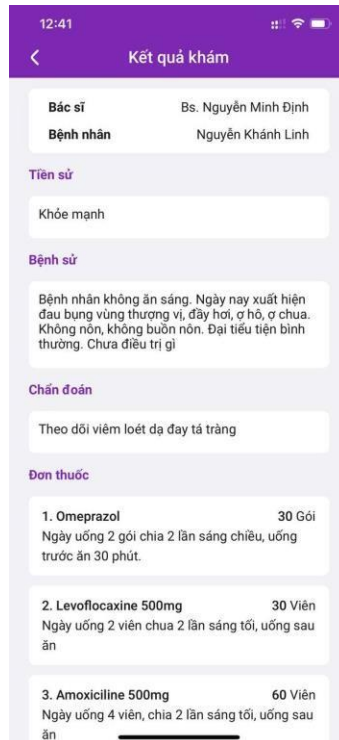 12:41
Kết quả khám
Bác sĩ Bs. Nguyễn Minh Định
Bệnh nhân Nguyễn Khánh Linh
Tiền sử
Khỏe mạnh
Bệnh sử
Bệnh nhân không ăn sáng. Ngày nay xuất hiện
đau bụng vùng thượng vị, đầy hơi, ợ hô, ợ chua.
Không nôn, không buồn nôn. Đại tiểu tiện bình
thường. Chưa điều trị gì
Chẩn đoán
Theo dõi viêm loét dạ đay tá tràng
Đơn thuốc
1. Omeprazol 30 Gói
Ngày uống 2 gói chia 2 lần sáng chiều, uống
trước ăn 30 phút.
2. Levoflocaxine 500mg 30 Viên
Ngày uống 2 viên chua 2 lần sáng tối, uống sau
ăn
3. Amoxiciline 500mg 60 Viên
Ngày uống 4 viên, chia 2 lần sáng tối, uống sau
ăn